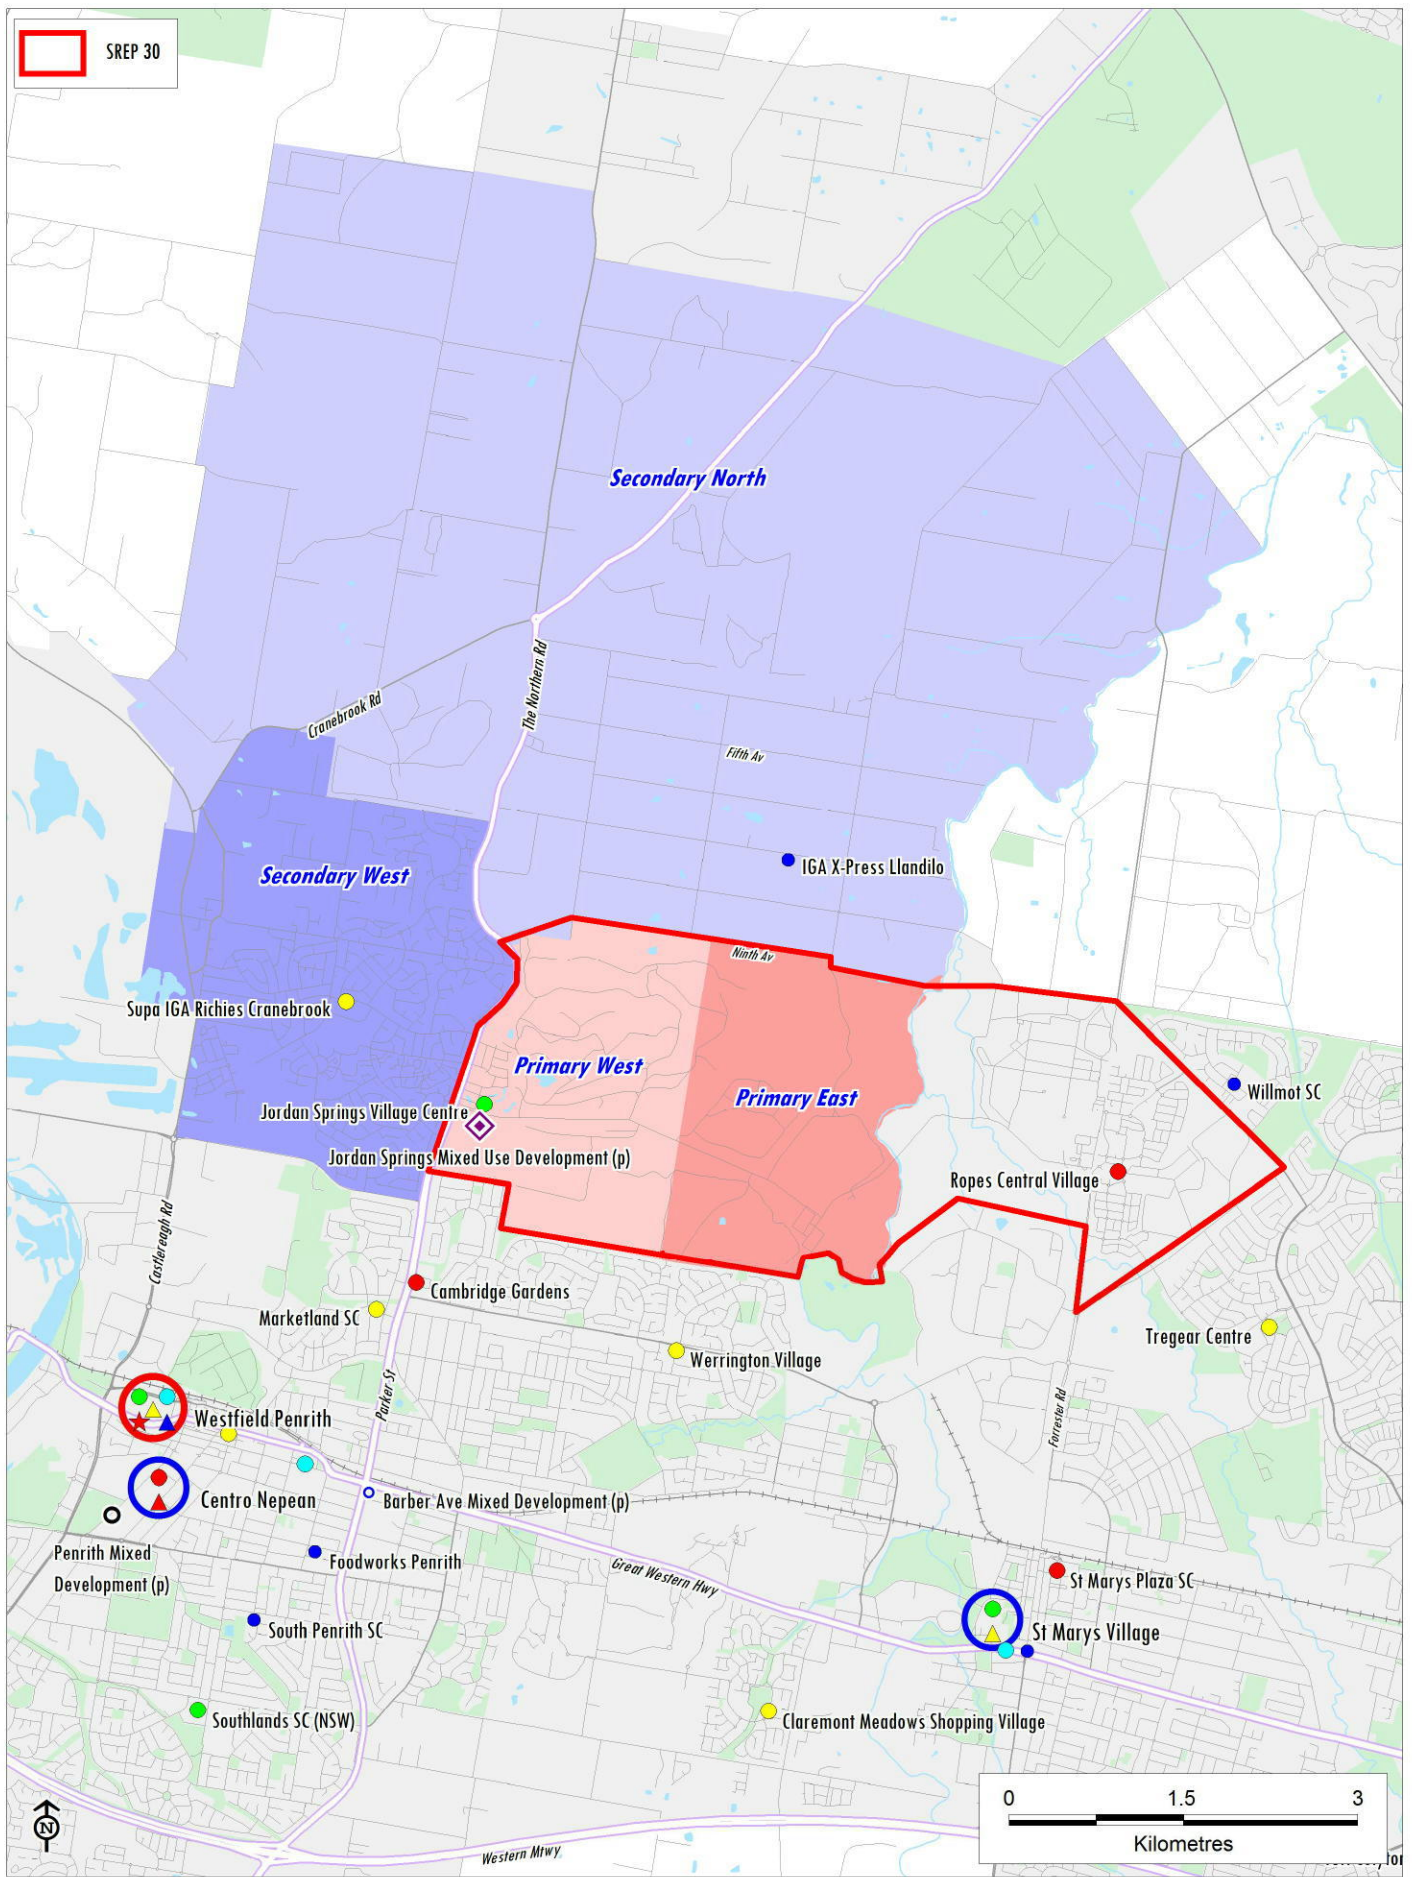 SREP 30
Secondary North
The Northern Rd
Cranebrook Rd
Fifth Av
IGA X-Press Llandilo
Secondary West
Ninth Av
Supa IGA Richies Cranebrook
Primary West
Primary East
Willmot SC
Jordan Springs Village Centre
Jordan Springs Mixed Use Development (p)
Ropes Central Village
Castlereagh Rd
Cambridge Gardens
Marketland SC
Tregear Centre
Werrington Village
Parker St
Forrester Rd
Westfield Penrith
Centro Nepean
Barber Ave Mixed Development (p)
Penrith Mixed
Development (p)
Foodworks Penrith
Great Western Hwy
St Marys Plaza SC
South Penrith SC
St Marys Village
Southlands SC (NSW)
Claremont Meadows Shopping Village
0 1.5 3
Kilometres
N
Western Mtwy